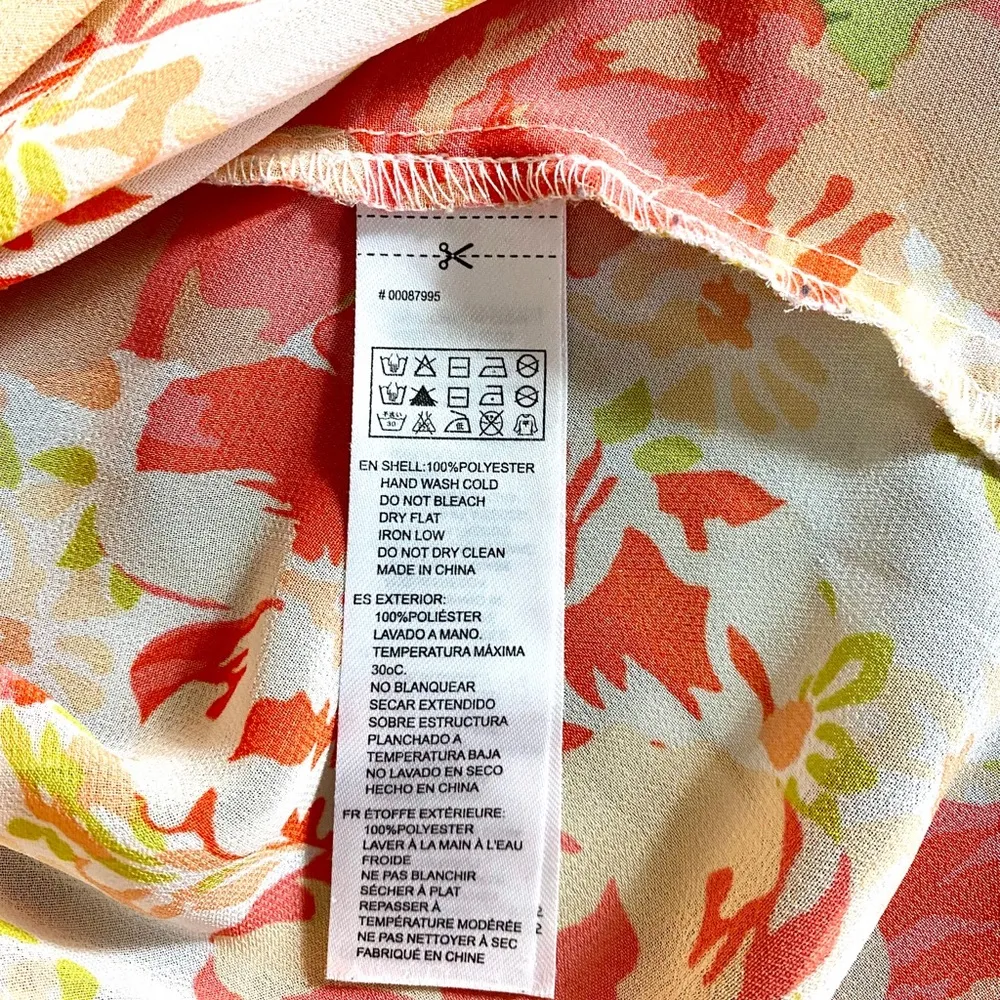 # 00087995
30
EN SHELL:100%POLYESTER
HAND WASH COLD
DO NOT BLEACH
DRY FLAT
IRON LOW
DO NOT DRY CLEAN
MADE IN CHINA
ES EXTERIOR:
100%POLIÉSTER
LAVADO A MANO.
TEMPERATURA MÁXIMA
30oC.
NO BLANQUEAR
SECAR EXTENDIDO
SOBRE ESTRUCTURA
PLANCHADO A
TEMPERATURA BAJA
NO LAVADO EN SECO
HECHO EN CHINA
FR ÉTOFFE EXTÉRIEURE:
100%POLYESTER
LAVER À LA MAIN À L'EAU
FROIDE
NE PAS BLANCHIR
SÉCHER À PLAT
REPASSER À
TEMPÉRATURE MODÉRÉE
NE PAS NETTOYER À SEC
FABRIQUÉ EN CHINE